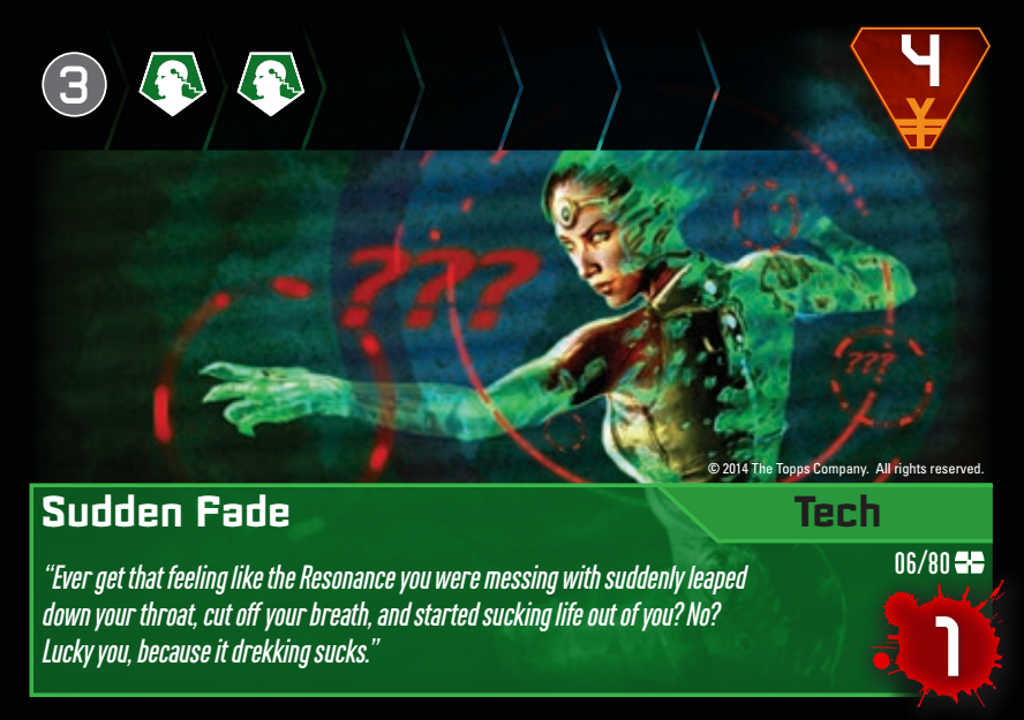 3
4
¥
???
???
© 2014 The Topps Company. All rights reserved.
Sudden Fade
Tech
06/80
“Ever get that feeling like the Resonance you were messing with suddenly leaped
down your throat, cut off your breath, and started sucking life out of you? No?
Lucky you, because it drekking sucks.”
1